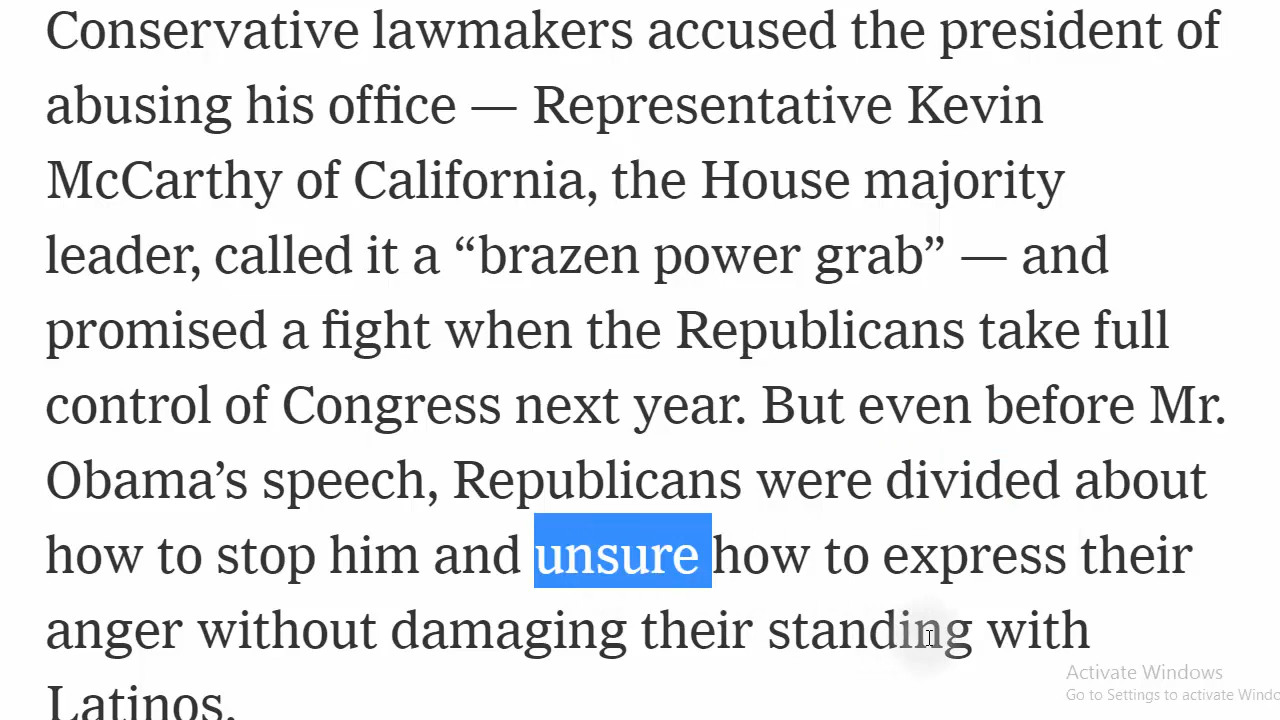 Conservative lawmakers accused the president of
abusing his office — Representative Kevin
McCarthy of California, the House majority
leader, called it a “brazen power grab” — and
promised a fight when the Republicans take full
control of Congress next year. But even before Mr.
Obama’s speech, Republicans were divided about
how to stop him and unsure how to express their
anger without damaging their standing with
Latinos.
Activate Windows
Go to Settings to activate Windo